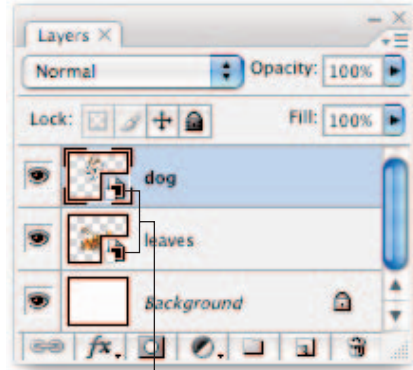 Layers ×
Normal Opacity: 100%
Lock: Fill: 100%
dog
leaves
Background
fx.